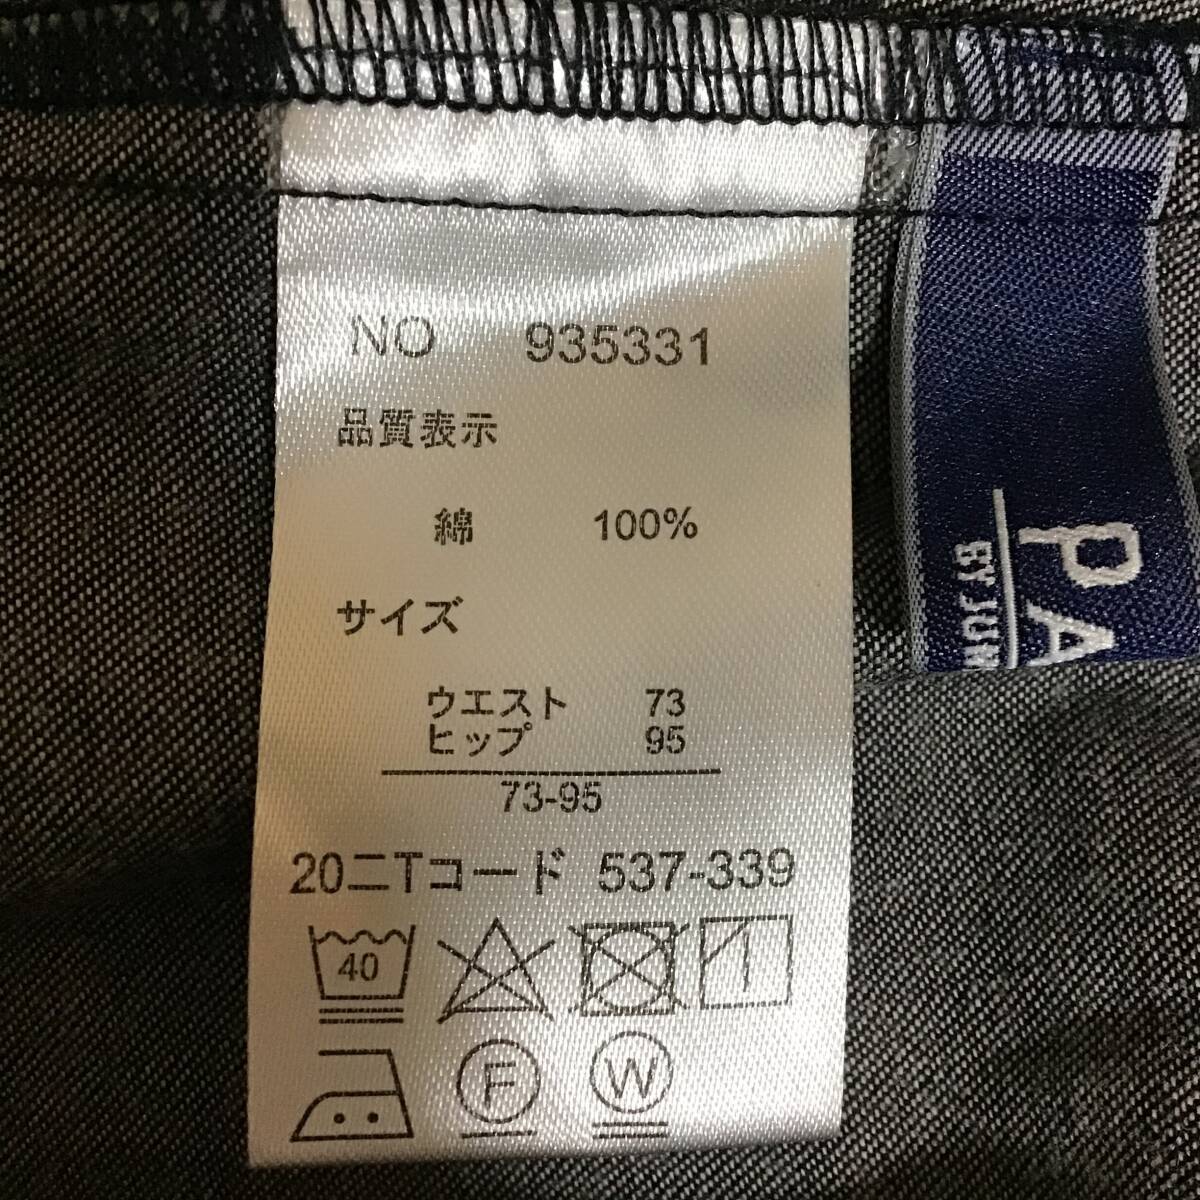 NO 935331
品質表示
綿 100%
サイズ
ウエスト 73
ヒップ 95
73-95
20ニTコード 537-339
40
F
W
PA
BY JUN